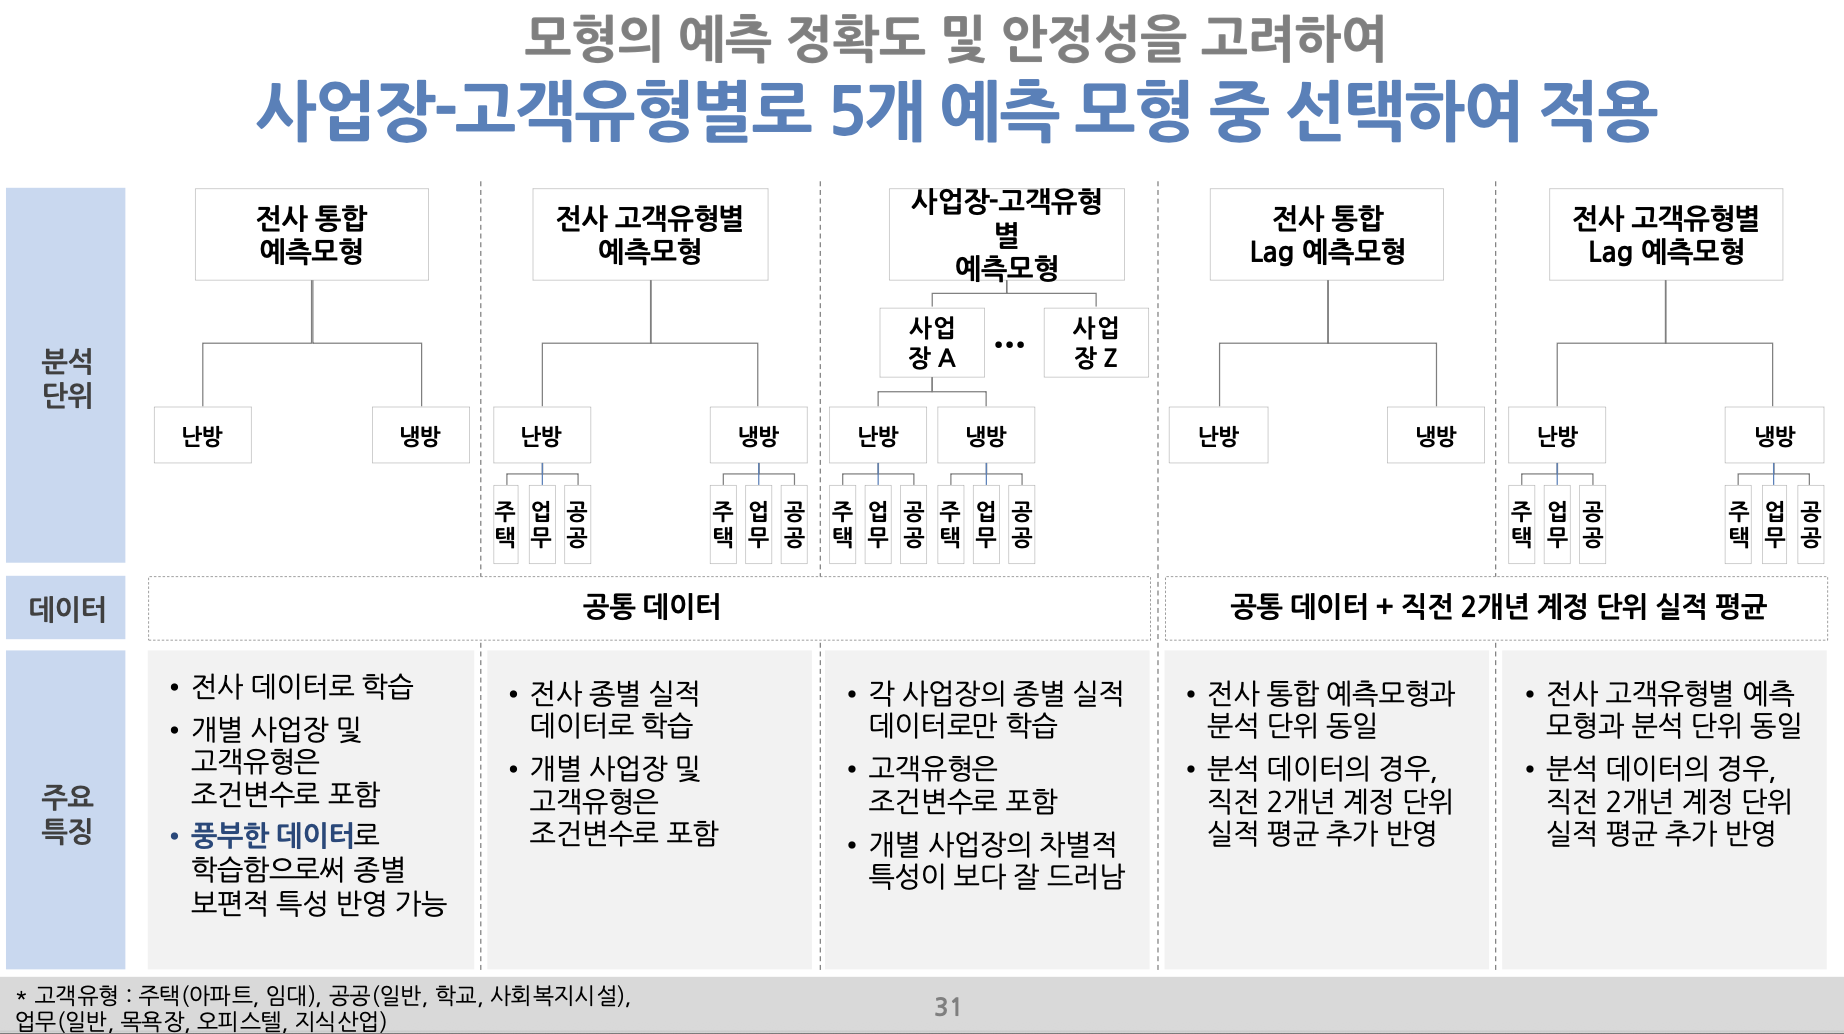 모형의 예측 정확도 및 안정성을 고려하여
사업장-고객유형별로 5개 예측 모형 중 선택하여 적용
분석
단위
전사 통합
예측모형
난방
냉방
전사 고객유형별
예측모형
난방
냉방
주택
업무
공공
주택
업무
공공
사업장-고객유형
별
예측모형
사업
장 A
•••
사업
장 Z
난방
냉방
주택
업무
공공
주택
업무
공공
전사 통합
Lag 예측모형
난방
냉방
전사 고객유형별
Lag 예측모형
난방
냉방
주택
업무
공공
주택
업무
공공
데이터
공통 데이터
공통 데이터 + 직전 2개년 계정 단위 실적 평균
주요
특징
• 전사 데이터로 학습
• 개별 사업장 및
고객유형은
조건변수로 포함
• 풍부한 데이터로
학습함으로써 종별
보편적 특성 반영 가능
• 전사 종별 실적
데이터로 학습
• 개별 사업장 및
고객유형은
조건변수로 포함
• 각 사업장의 종별 실적
데이터로만 학습
• 고객유형은
조건변수로 포함
• 개별 사업장의 차별적
특성이 보다 잘 드러남
• 전사 통합 예측모형과
분석 단위 동일
• 분석 데이터의 경우,
직전 2개년 계정 단위
실적 평균 추가 반영
• 전사 고객유형별 예측
모형과 분석 단위 동일
• 분석 데이터의 경우,
직전 2개년 계정 단위
실적 평균 추가 반영
* 고객유형 : 주택(아파트, 임대), 공공(일반, 학교, 사회복지시설),
업무(일반, 목욕장, 오피스텔, 지식산업)
31